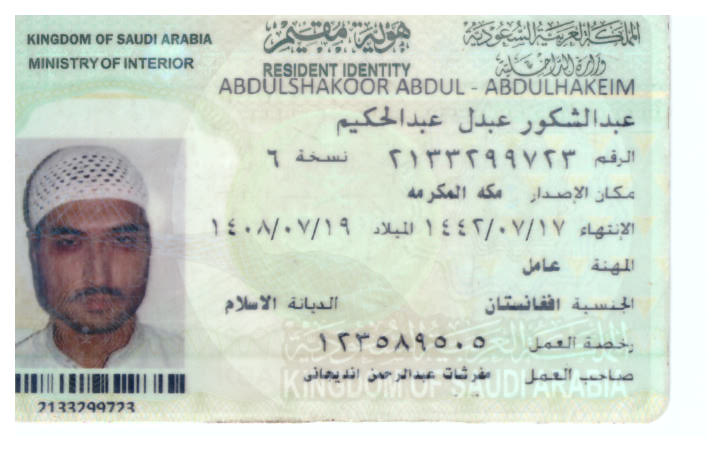 المملكة العربية السعودية
وزارة الداخلية
هوية مقيم
KINGDOM OF SAUDI ARABIA
MINISTRY OF INTERIOR
RESIDENT IDENTITY
ABDULSHAKOOR ABDUL - ABDULHAKEIM
عبدالشكور عبدل عبدالحكيم
الرقم ٢١٣٣٢٩٩٧٢٣ نسخة ٦
مكان الإصدار مكه المكرمه
الإنتهاء ١٤٤٢/٠٧/١٧ الميلاد ١٤٠٨/٠٧/١٩
المهنة عامل
الجنسية افغانستان الديانة الاسلام
رخصة العمل ١٢٣٥٨٩٥٠٥
صاحب العمل مفرشات عبدالرحمن انديجانى
KINGDOM OF SAUDI ARABIA
2133299723